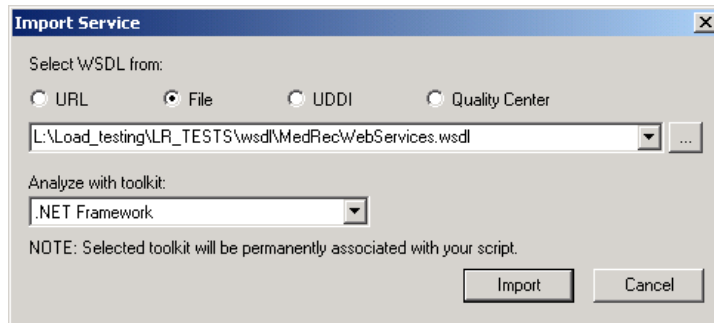 Import Service
Select WSDL from:
URL File UDDI Quality Center
L:\Load_testing\LR_TESTS\wsdl\MedRecWebServices.wsdl ...
Analyze with toolkit:
.NET Framework
NOTE: Selected toolkit will be permanently associated with your script.
Import Cancel